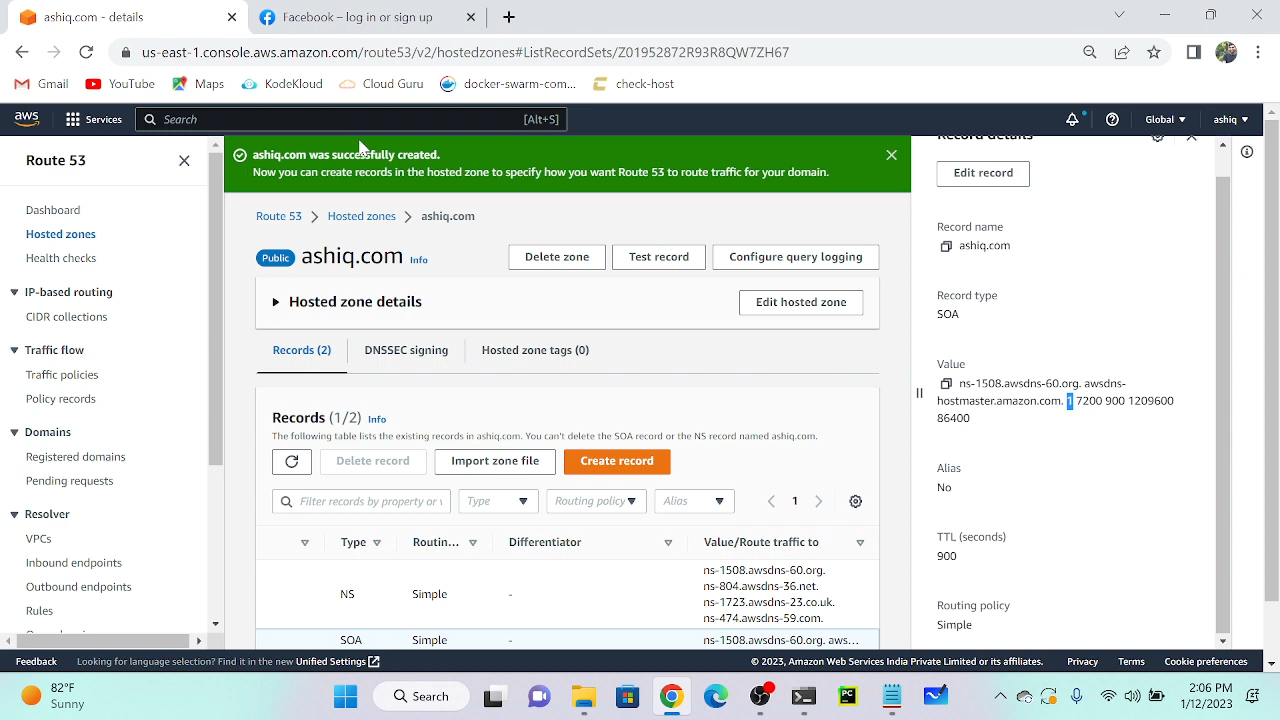 ashiq.com - details
Facebook – log in or sign up
us-east-1.console.aws.amazon.com/route53/v2/hostedzones#ListRecordSets/Z01952872R93R8QW7ZH67
Gmail
YouTube
Maps
KodeKloud
Cloud Guru
docker-swarm-com...
check-host
aws
Services
Search
[Alt+S]
Global
ashiq
Route 53
Dashboard
Hosted zones
Health checks
IP-based routing
CIDR collections
Traffic flow
Traffic policies
Policy records
Domains
Registered domains
Pending requests
Resolver
VPCs
Inbound endpoints
Outbound endpoints
Rules
ashiq.com was successfully created.
Now you can create records in the hosted zone to specify how you want Route 53 to route traffic for your domain.
Route 53
Hosted zones
ashiq.com
Public
ashiq.com
Info
Delete zone
Test record
Configure query logging
Hosted zone details
Edit hosted zone
Records (2)
DNSSEC signing
Hosted zone tags (0)
Records (1/2)
Info
The following table lists the existing records in ashiq.com. You can't delete the SOA record or the NS record named ashiq.com.
Delete record
Import zone file
Create record
Filter records by property or v
Type
Routing policy
Alias
1
Type
Routin...
Differentiator
Value/Route traffic to
NS
Simple
-
ns-1508.awsdns-60.org.
ns-804.awsdns-36.net.
ns-1723.awsdns-23.co.uk.
ns-474.awsdns-59.com.
SOA
Simple
-
ns-1508.awsdns-60.org. aws...
Record details
Edit record
Record name
ashiq.com
Record type
SOA
Value
ns-1508.awsdns-60.org. awsdns-
hostmaster.amazon.com. 1 7200 900 1209600
86400
Alias
No
TTL (seconds)
900
Routing policy
Simple
Feedback
Looking for language selection? Find it in the new Unified Settings
© 2023, Amazon Web Services India Private Limited or its affiliates.
Privacy
Terms
Cookie preferences
82°F
Sunny
Search
PC
2:06 PM
1/12/2023